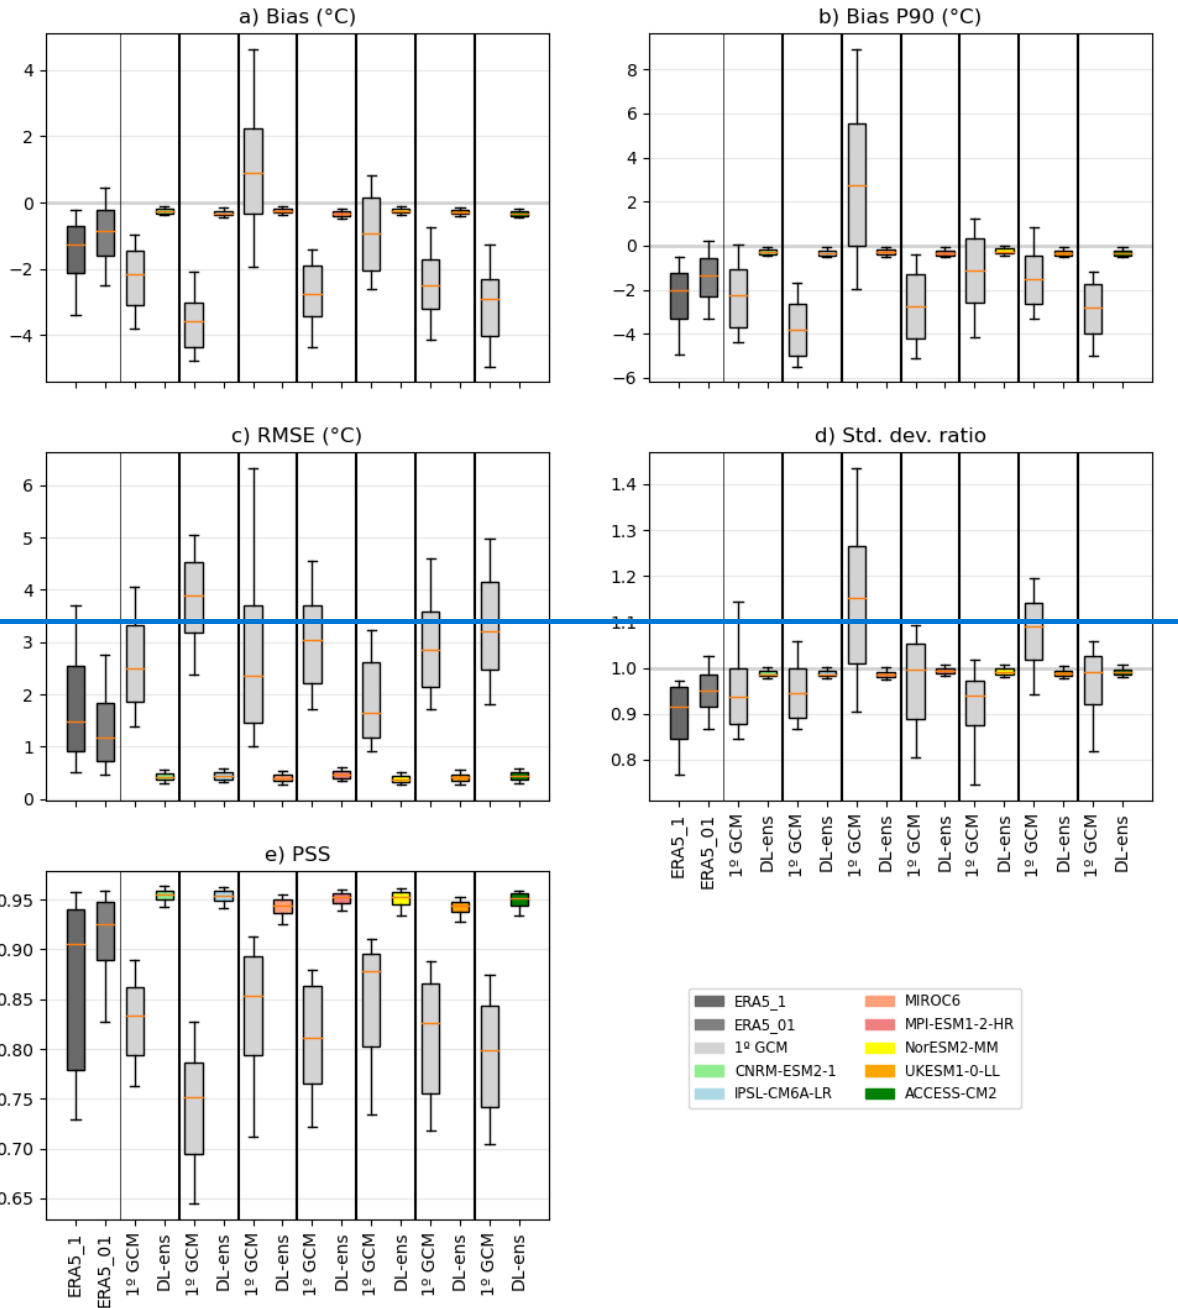 a) Bias (°C)
4
2
0
−2
−4
b) Bias P90 (°C)
8
6
4
2
0
−2
−4
−6
c) RMSE (°C)
6
5
4
3
2
1
0
d) Std. dev. ratio
1.4
1.3
1.2
1.1
1.0
0.9
0.8
ERA5_1
ERA5_01
1º GCM
DL-ens
1º GCM
DL-ens
1º GCM
DL-ens
1º GCM
DL-ens
1º GCM
DL-ens
1º GCM
DL-ens
1º GCM
DL-ens
e) PSS
0.95
0.90
0.85
0.80
0.75
0.70
0.65
ERA5_1
ERA5_01
1º GCM
DL-ens
1º GCM
DL-ens
1º GCM
DL-ens
1º GCM
DL-ens
1º GCM
DL-ens
1º GCM
DL-ens
1º GCM
DL-ens
ERA5_1
ERA5_01
1º GCM
CNRM-ESM2-1
IPSL-CM6A-LR
MIROC6
MPI-ESM1-2-HR
NorESM2-MM
UKESM1-0-LL
ACCESS-CM2